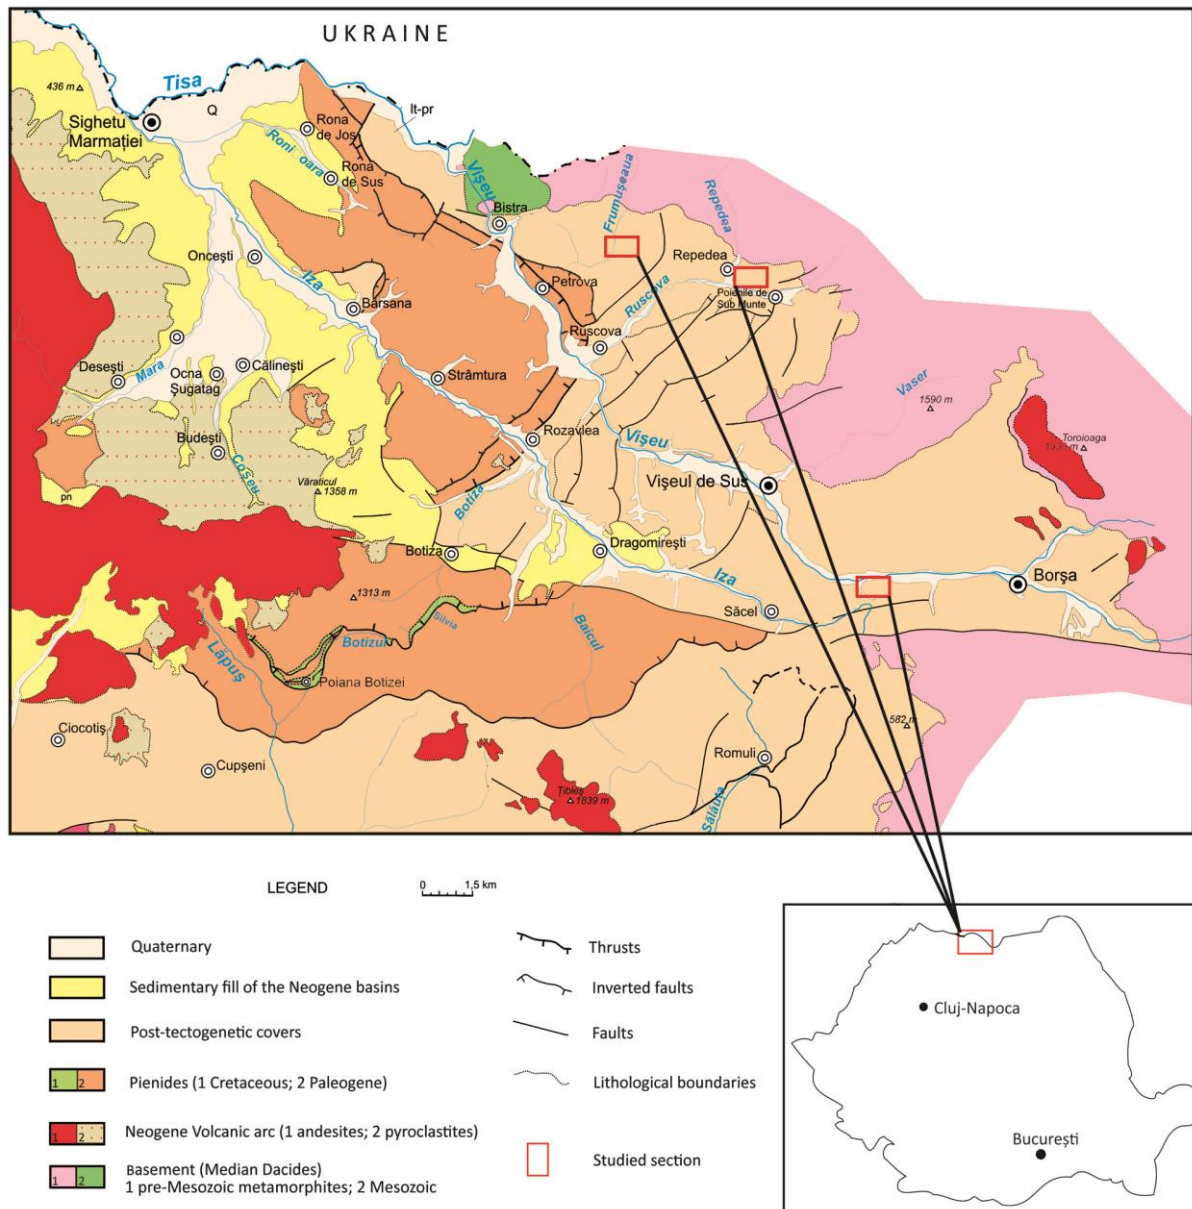 UKRAINE
436 m
Tisa
Q
lt-pr
Sighetu
Marmației
Rona
de Jos
Roni oara
Rona
de Sus
Vișeu
Bistra
Frumușeaua
Repedea
Oncești
Iza
Bârsana
Petrova
Repedea
Poienile de
Sub Munte
Ruscova
Ruscova
Desești
Mara
Ocna
Șugatag
Călinești
Strâmtura
Vaser
1590 m
Budești
Coseu
Rozavlea
Vișeu
Toroioaga
pn
Văraticul
1358 m
Botiza
Vișeul de Sus
Botiza
Dragomirești
Iza
Borșa
1313 m
Silvia
Săcel
Lăpuș
Botizul
Baicul
Poiana Botizei
582 m
Ciocotiș
Cupșeni
Romuli
Țibleș
1839 m
Sălăuța
LEGEND
0 1,5 km
Quaternary
Sedimentary fill of the Neogene basins
Post-tectogenetic covers
1 2 Pienides (1 Cretaceous; 2 Paleogene)
1 2 Neogene Volcanic arc (1 andesites; 2 pyroclastites)
1 2 Basement (Median Dacides)
1 pre-Mesozoic metamorphites; 2 Mesozoic
Thrusts
Inverted faults
Faults
Lithological boundaries
Studied section
Cluj-Napoca
București